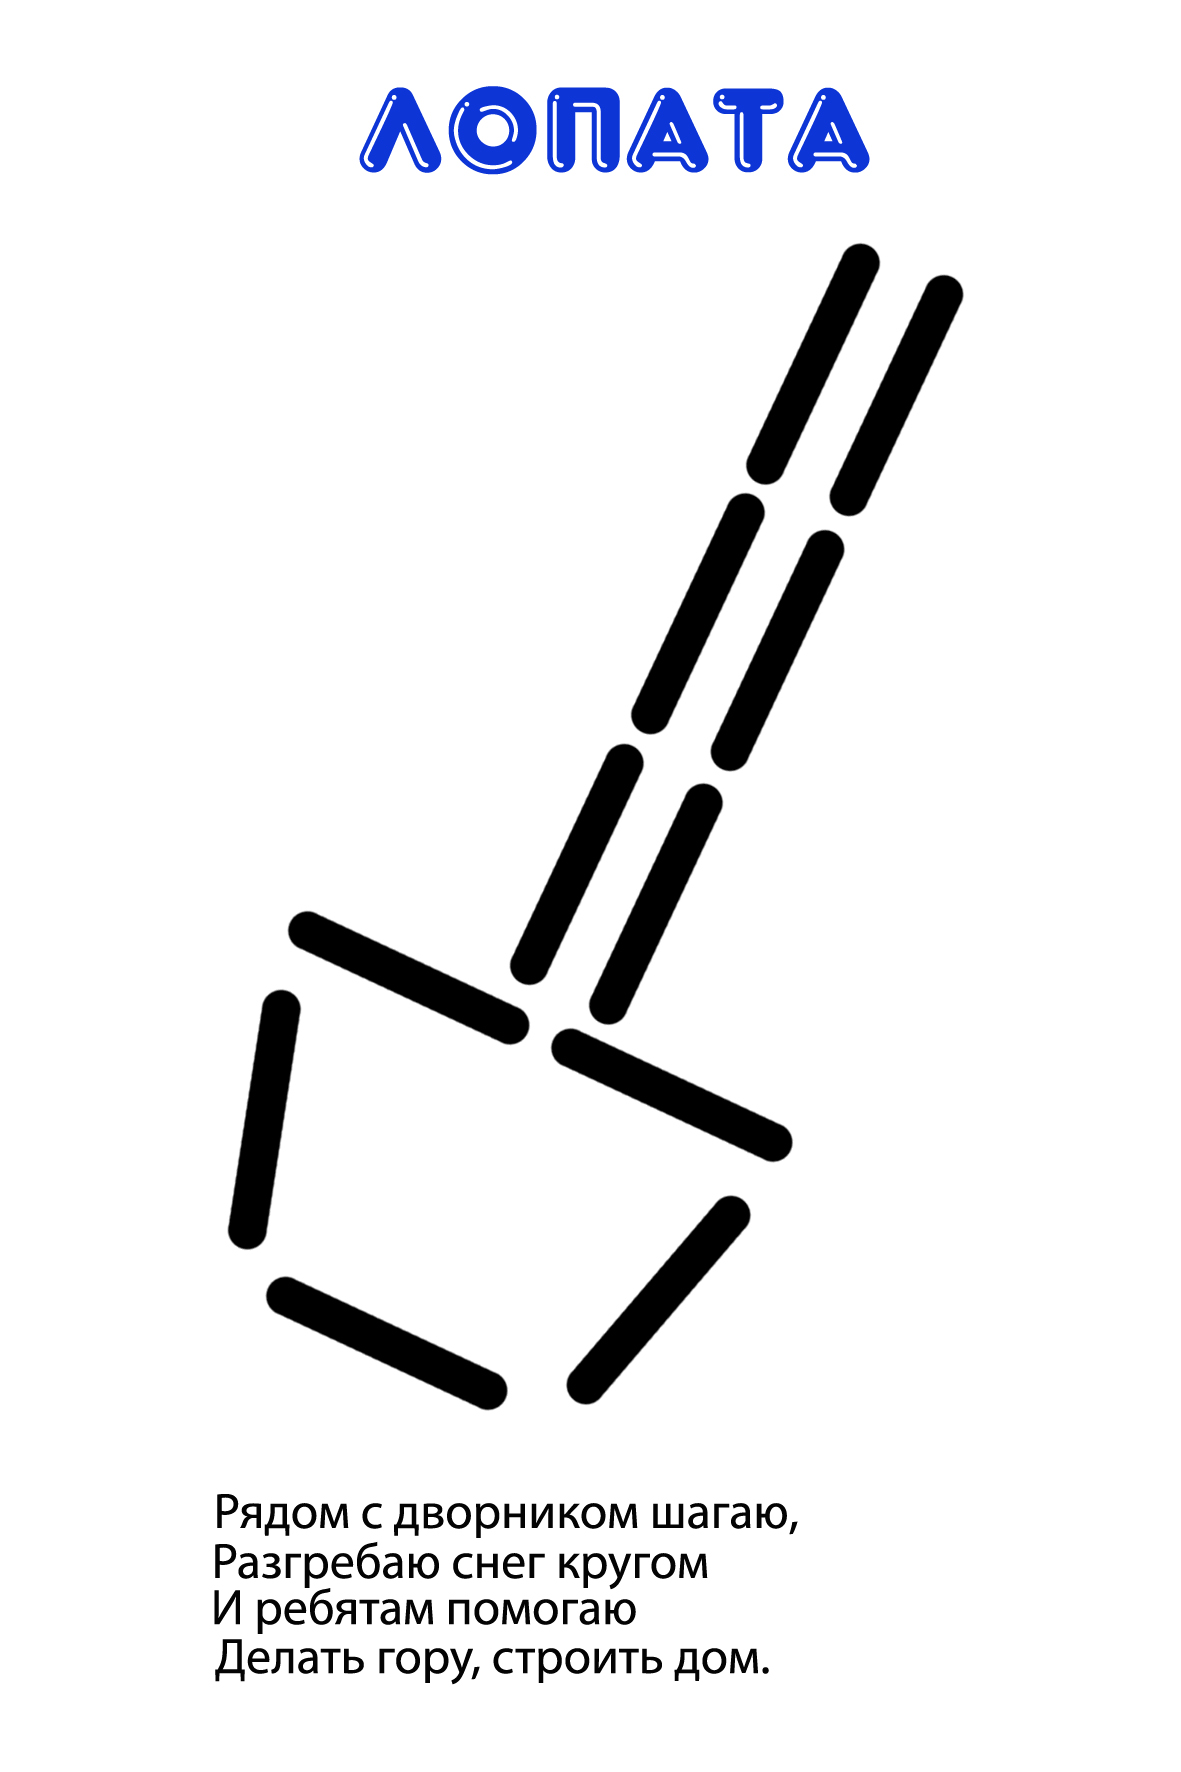 ЛОПАТА
Рядом с дворником шагаю,
Разгребаю снег кругом
И ребятам помогаю
Делать гору, строить дом.